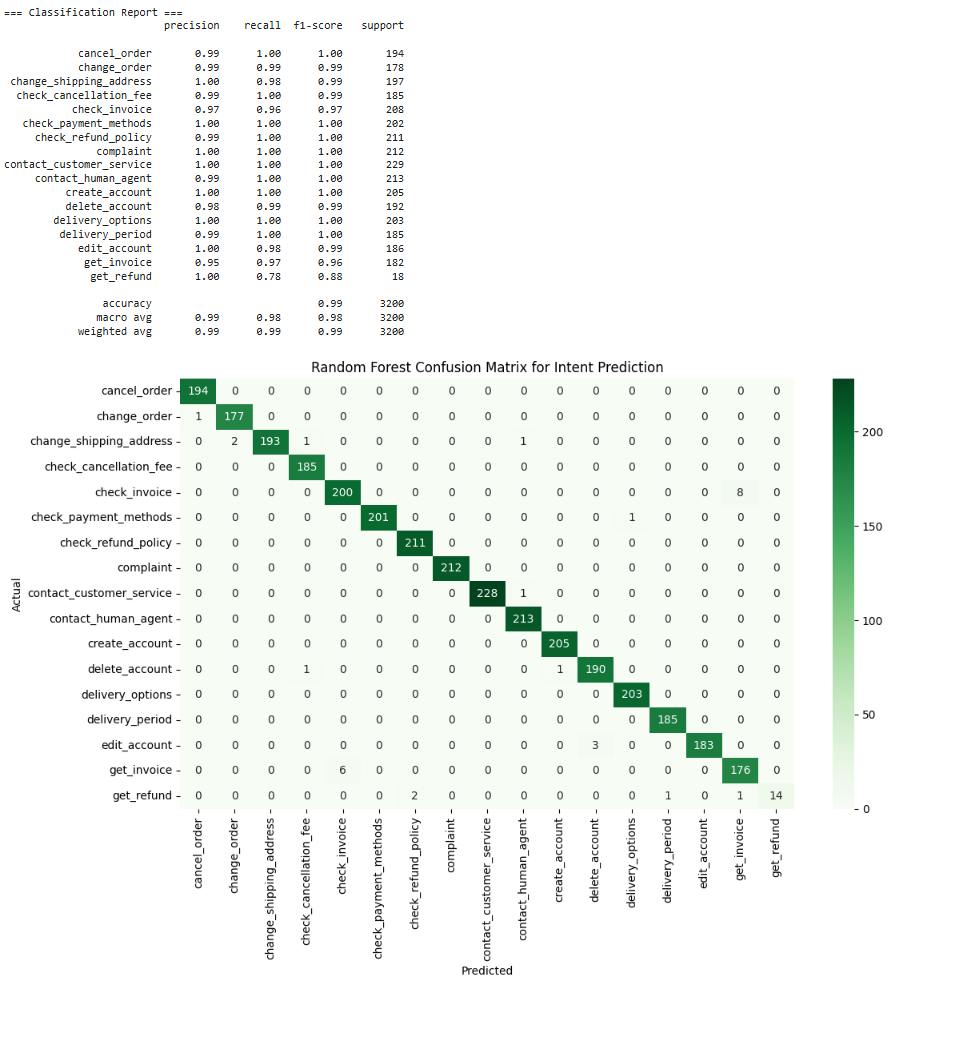 === Classification Report ===
precision recall f1-score support
cancel_order 0.99 1.00 1.00 194
change_order 0.99 0.99 0.99 178
change_shipping_address 1.00 0.98 0.99 197
check_cancellation_fee 0.99 1.00 0.99 185
check_invoice 0.97 0.96 0.97 208
check_payment_methods 1.00 1.00 1.00 202
check_refund_policy 0.99 1.00 1.00 211
complaint 1.00 1.00 1.00 212
contact_customer_service 1.00 1.00 1.00 229
contact_human_agent 0.99 1.00 1.00 213
create_account 1.00 1.00 1.00 205
delete_account 0.98 0.99 0.99 192
delivery_options 1.00 1.00 1.00 203
delivery_period 0.99 1.00 1.00 185
edit_account 1.00 0.98 0.99 186
get_invoice 0.95 0.97 0.96 182
get_refund 1.00 0.78 0.88 18
accuracy 0.99 3200
macro avg 0.99 0.98 0.98 3200
weighted avg 0.99 0.99 0.99 3200
Random Forest Confusion Matrix for Intent Prediction
cancel_order 194 0 0 0 0 0 0 0 0 0 0 0 0 0 0 0 0
change_order 1 177 0 0 0 0 0 0 0 0 0 0 0 0 0 0 0
change_shipping_address 0 2 193 1 0 0 0 0 0 1 0 0 0 0 0 0 0
check_cancellation_fee 0 0 0 185 0 0 0 0 0 0 0 0 0 0 0 0 0
check_invoice 0 0 0 0 200 0 0 0 0 0 0 0 0 0 0 8 0
check_payment_methods 0 0 0 0 0 201 0 0 0 0 0 0 1 0 0 0 0
check_refund_policy 0 0 0 0 0 0 211 0 0 0 0 0 0 0 0 0 0
complaint 0 0 0 0 0 0 0 212 0 0 0 0 0 0 0 0 0
contact_customer_service 0 0 0 0 0 0 0 0 228 1 0 0 0 0 0 0 0
contact_human_agent 0 0 0 0 0 0 0 0 0 213 0 0 0 0 0 0 0
create_account 0 0 0 0 0 0 0 0 0 0 205 0 0 0 0 0 0
delete_account 0 0 0 1 0 0 0 0 0 0 1 190 0 0 0 0 0
delivery_options 0 0 0 0 0 0 0 0 0 0 0 0 203 0 0 0 0
delivery_period 0 0 0 0 0 0 0 0 0 0 0 0 0 185 0 0 0
edit_account 0 0 0 0 0 0 0 0 0 0 0 3 0 0 183 0 0
get_invoice 0 0 0 0 6 0 0 0 0 0 0 0 0 0 0 176 0
get_refund 0 0 0 0 0 0 2 0 0 0 0 0 0 1 0 1 14
Actual
cancel_order
change_order
change_shipping_address
check_cancellation_fee
check_invoice
check_payment_methods
check_refund_policy
complaint
contact_customer_service
contact_human_agent
create_account
delete_account
delivery_options
delivery_period
edit_account
get_invoice
get_refund
Predicted
200
150
100
50
0